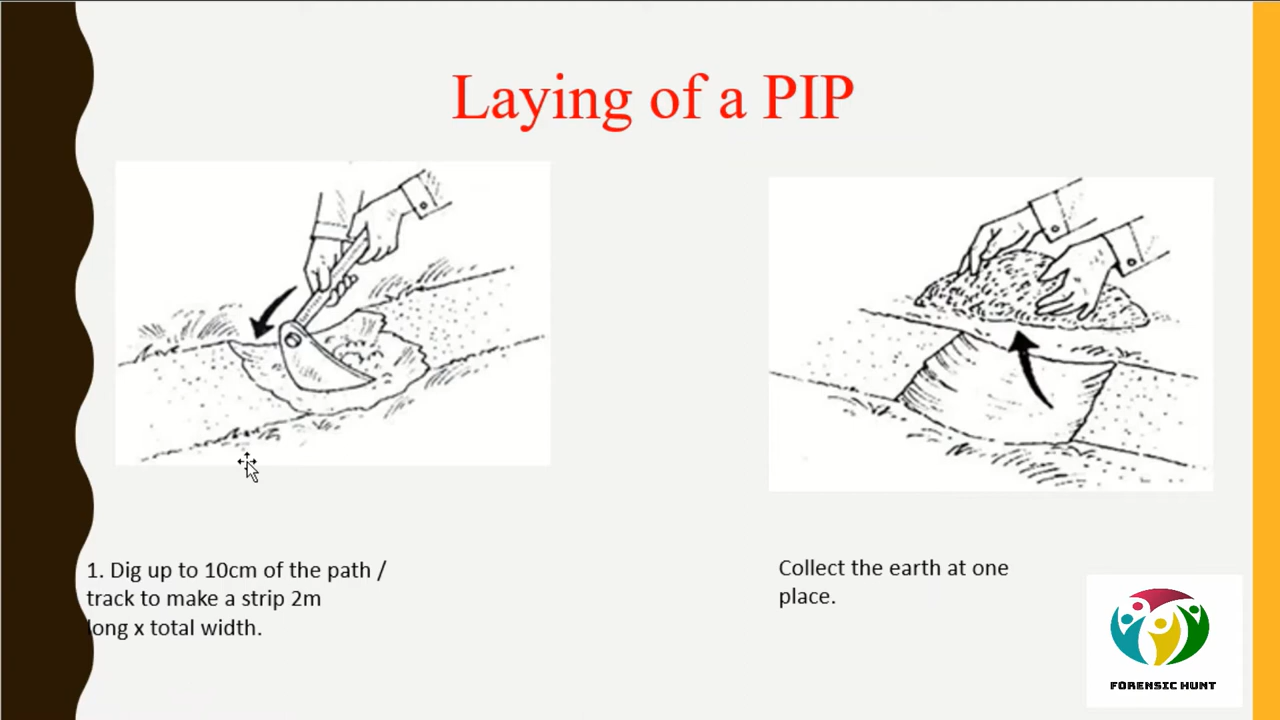 Laying of a PIP
1. Dig up to 10cm of the path /
track to make a strip 2m
long x total width.
Collect the earth at one
place.
FORENSIC HUNT